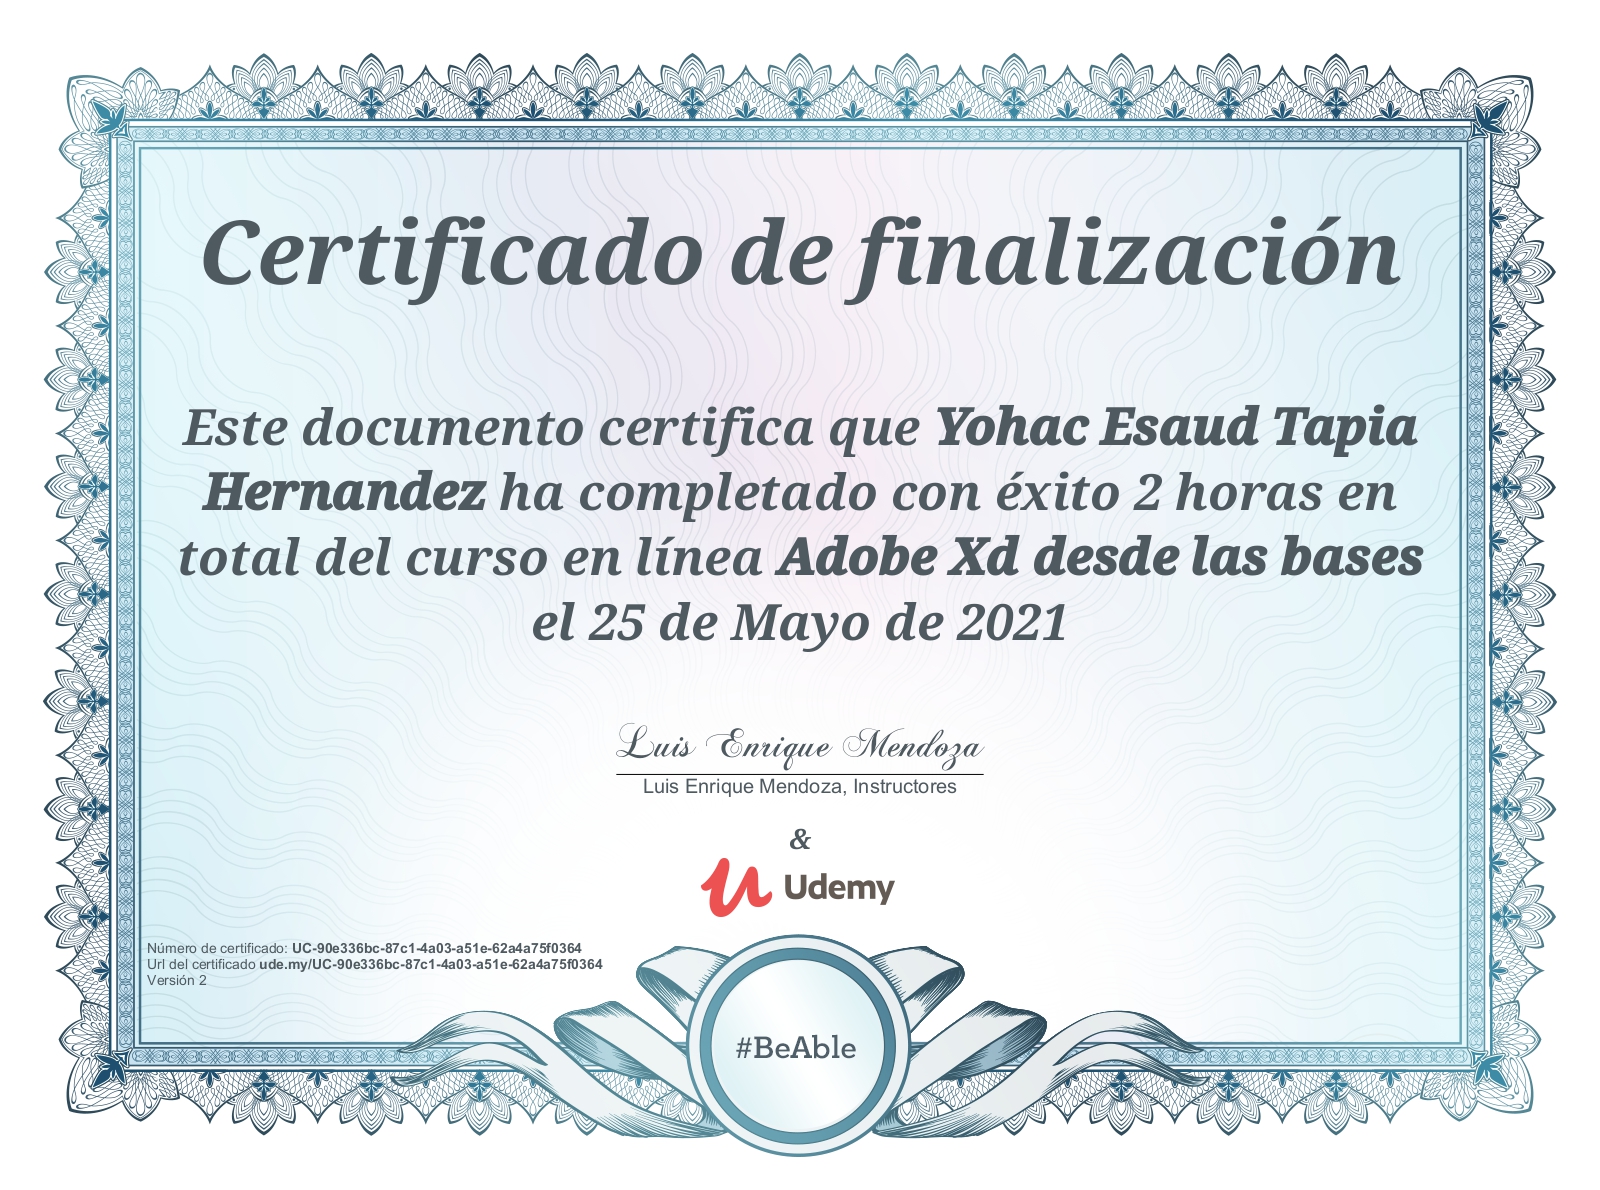 Certificado de finalización
Este documento certifica que Yohac Esaud Tapia
Hernandez ha completado con éxito 2 horas en
total del curso en línea Adobe Xd desde las bases
el 25 de Mayo de 2021
Luis Enrique Mendoza
Luis Enrique Mendoza, Instructores
&
Udemy
Número de certificado: UC-90e336bc-87c1-4a03-a51e-62a4a75f0364
Url del certificado ude.my/UC-90e336bc-87c1-4a03-a51e-62a4a75f0364
Versión 2
#BeAble